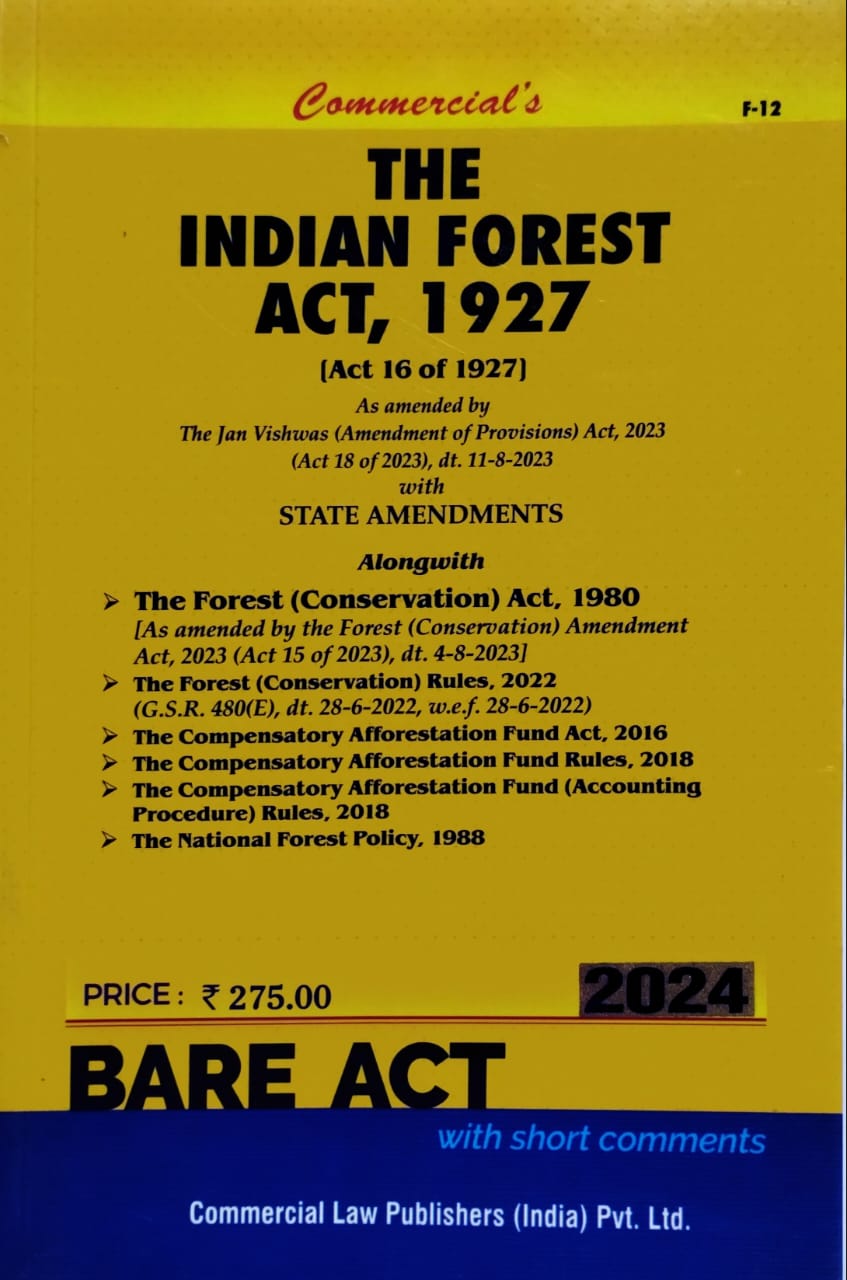 Commercial's
F-12
THE
INDIAN FOREST
ACT, 1927
[Act 16 of 1927]
As amended by
The Jan Vishwas (Amendment of Provisions) Act, 2023
(Act 18 of 2023), dt. 11-8-2023
with
STATE AMENDMENTS
Alongwith
➢ The Forest (Conservation) Act, 1980
[As amended by the Forest (Conservation) Amendment
Act, 2023 (Act 15 of 2023), dt. 4-8-2023]
➢ The Forest (Conservation) Rules, 2022
(G.S.R. 480(E), dt. 28-6-2022, w.e.f. 28-6-2022)
➢ The Compensatory Afforestation Fund Act, 2016
➢ The Compensatory Afforestation Fund Rules, 2018
➢ The Compensatory Afforestation Fund (Accounting
Procedure) Rules, 2018
➢ The National Forest Policy, 1988
PRICE : ₹ 275.00
2024
BARE ACT
with short comments
Commercial Law Publishers (India) Pvt. Ltd.